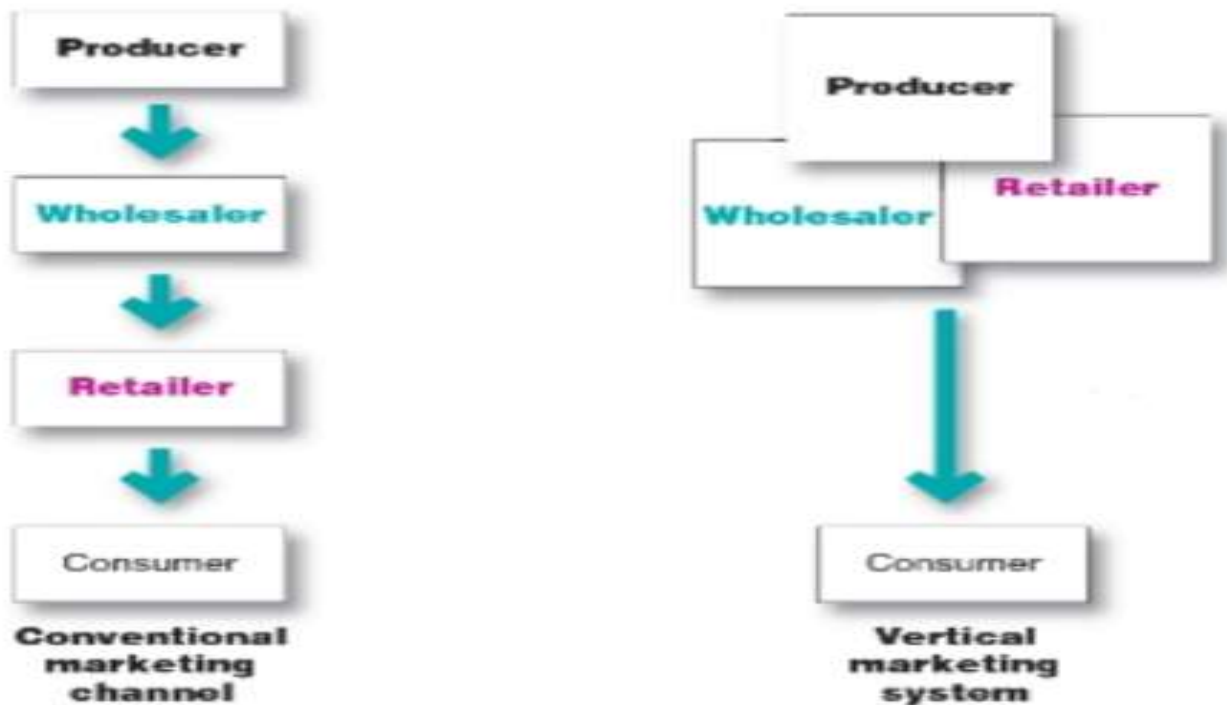 Producer
Wholesaler
Retailer
Consumer
Conventional
marketing
channel
Producer
Retailer
Wholesaler
Consumer
Vertical
marketing
system